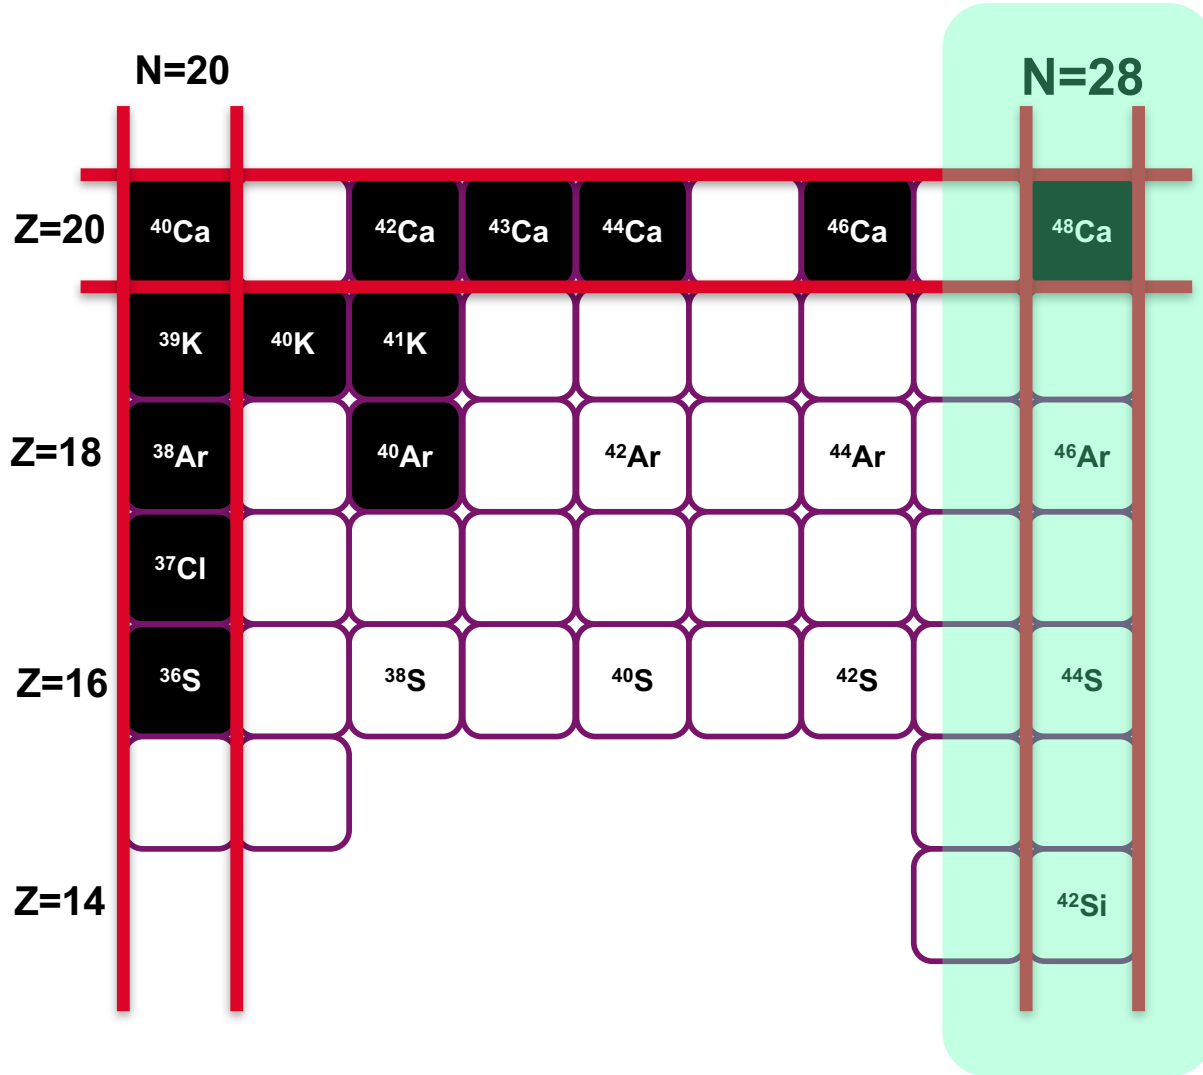 N=20 N=28
Z=20 ⁴⁰Ca ⁴²Ca ⁴³Ca ⁴⁴Ca ⁴⁶Ca ⁴⁸Ca
³⁹K ⁴⁰K ⁴¹K
Z=18 ³⁸Ar ⁴⁰Ar ⁴²Ar ⁴⁴Ar ⁴⁶Ar
³⁷Cl
Z=16 ³⁶S ³⁸S ⁴⁰S ⁴²S ⁴⁴S
Z=14 ⁴²Si